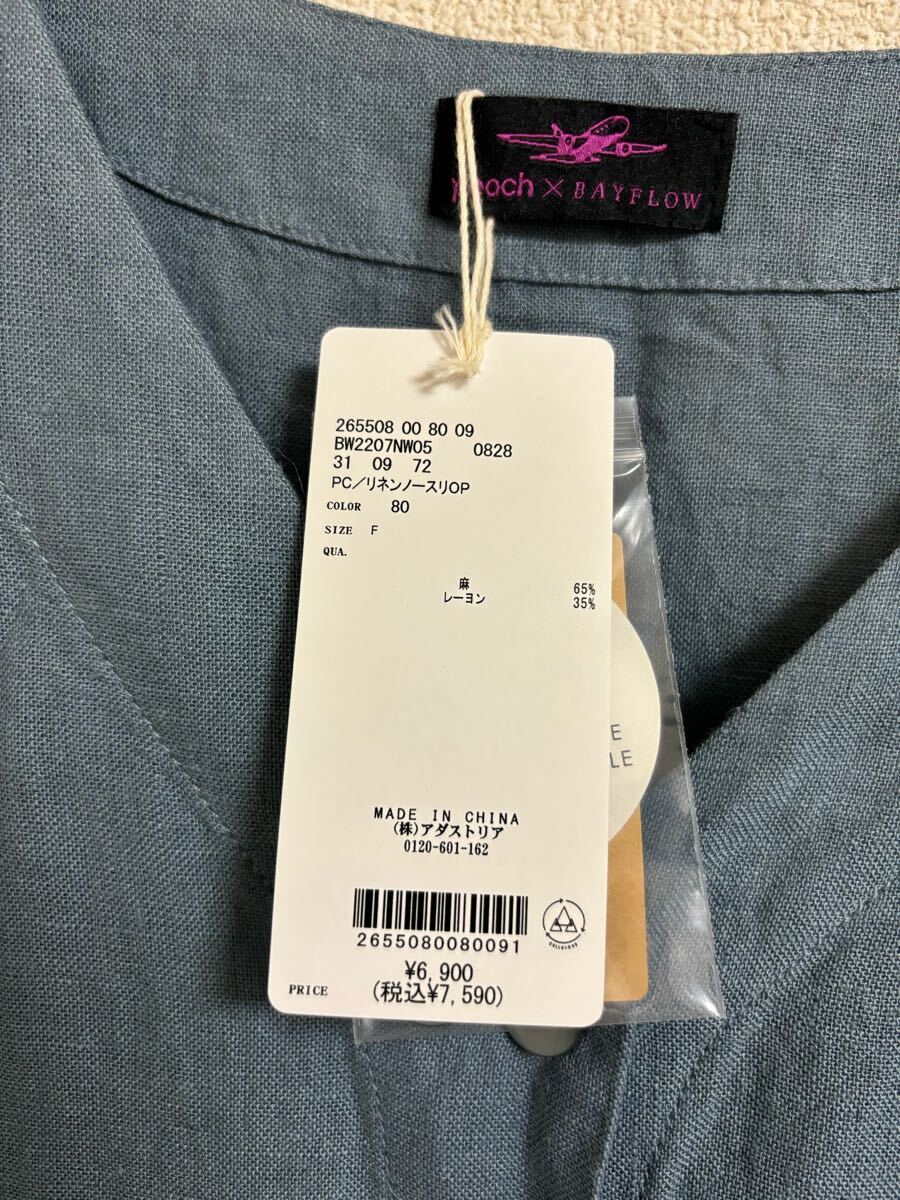 peach × BAYFLOW
265508 00 80 09
BW2207NW05 0828
31 09 72
PC／リネンノースリOP
COLOR 80
SIZE F
QUA.
麻 65%
レーヨン 35%
MADE IN CHINA
(株)アダストリア
0120-601-162
2655080080091
CELLULOSE
¥6,900
PRICE (税込¥7,590)